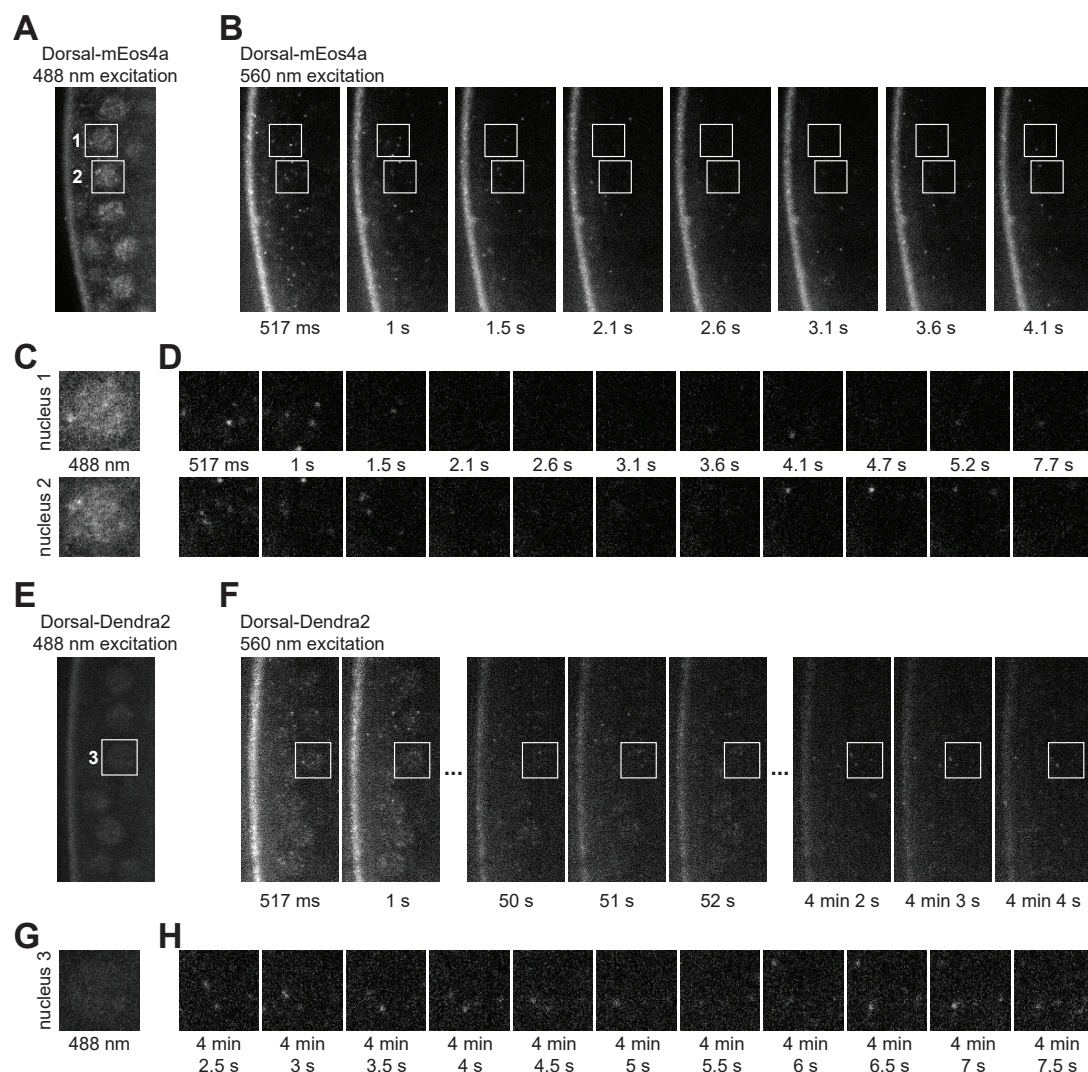 A
Dorsal-mEos4a
488 nm excitation
1
2
B
Dorsal-mEos4a
560 nm excitation
517 ms 1 s 1.5 s 2.1 s 2.6 s 3.1 s 3.6 s 4.1 s
C
nucleus 1
488 nm
nucleus 2
D
517 ms 1 s 1.5 s 2.1 s 2.6 s 3.1 s 3.6 s 4.1 s 4.7 s 5.2 s 7.7 s
E
Dorsal-Dendra2
488 nm excitation
3
F
Dorsal-Dendra2
560 nm excitation
... ...
517 ms 1 s 50 s 51 s 52 s 4 min 2 s 4 min 3 s 4 min 4 s
G
nucleus 3
488 nm
H
4 min 4 min 4 min 4 min 4 min 4 min 4 min 4 min 4 min 4 min 4 min
2.5 s 3 s 3.5 s 4 s 4.5 s 5 s 5.5 s 6 s 6.5 s 7 s 7.5 s